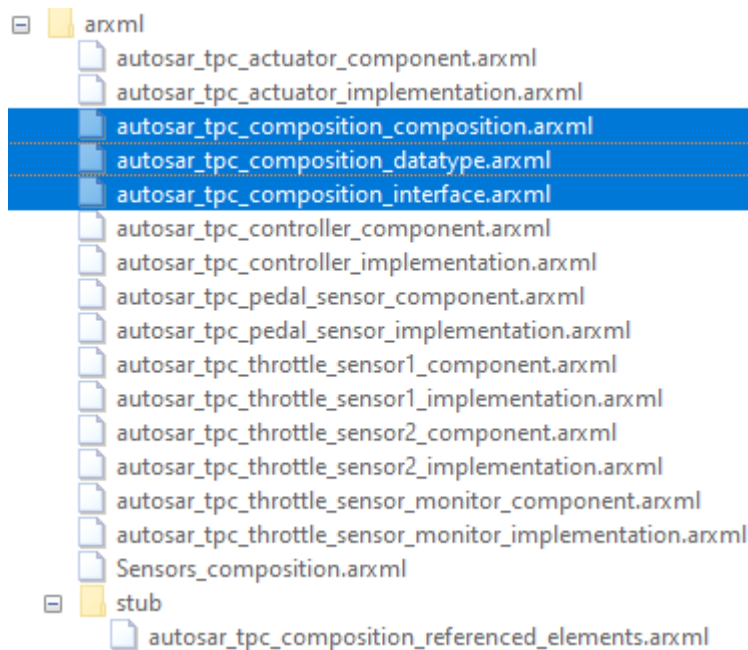 arxml
autosar_tpc_actuator_component.arxml
autosar_tpc_actuator_implementation.arxml
autosar_tpc_composition_composition.arxml
autosar_tpc_composition_datatype.arxml
autosar_tpc_composition_interface.arxml
autosar_tpc_controller_component.arxml
autosar_tpc_controller_implementation.arxml
autosar_tpc_pedal_sensor_component.arxml
autosar_tpc_pedal_sensor_implementation.arxml
autosar_tpc_throttle_sensor1_component.arxml
autosar_tpc_throttle_sensor1_implementation.arxml
autosar_tpc_throttle_sensor2_component.arxml
autosar_tpc_throttle_sensor2_implementation.arxml
autosar_tpc_throttle_sensor_monitor_component.arxml
autosar_tpc_throttle_sensor_monitor_implementation.arxml
Sensors_composition.arxml
stub
autosar_tpc_composition_referenced_elements.arxml